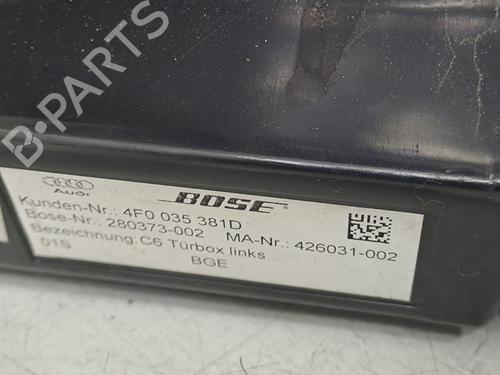 B-PARTS
Audi
BOSE
Kunden-Nr.: 4F0 035 381D
Bose-Nr.: 280373-002 MA-Nr.: 426031-002
Bezeichnung: C6 Türbox links
01S
BGE